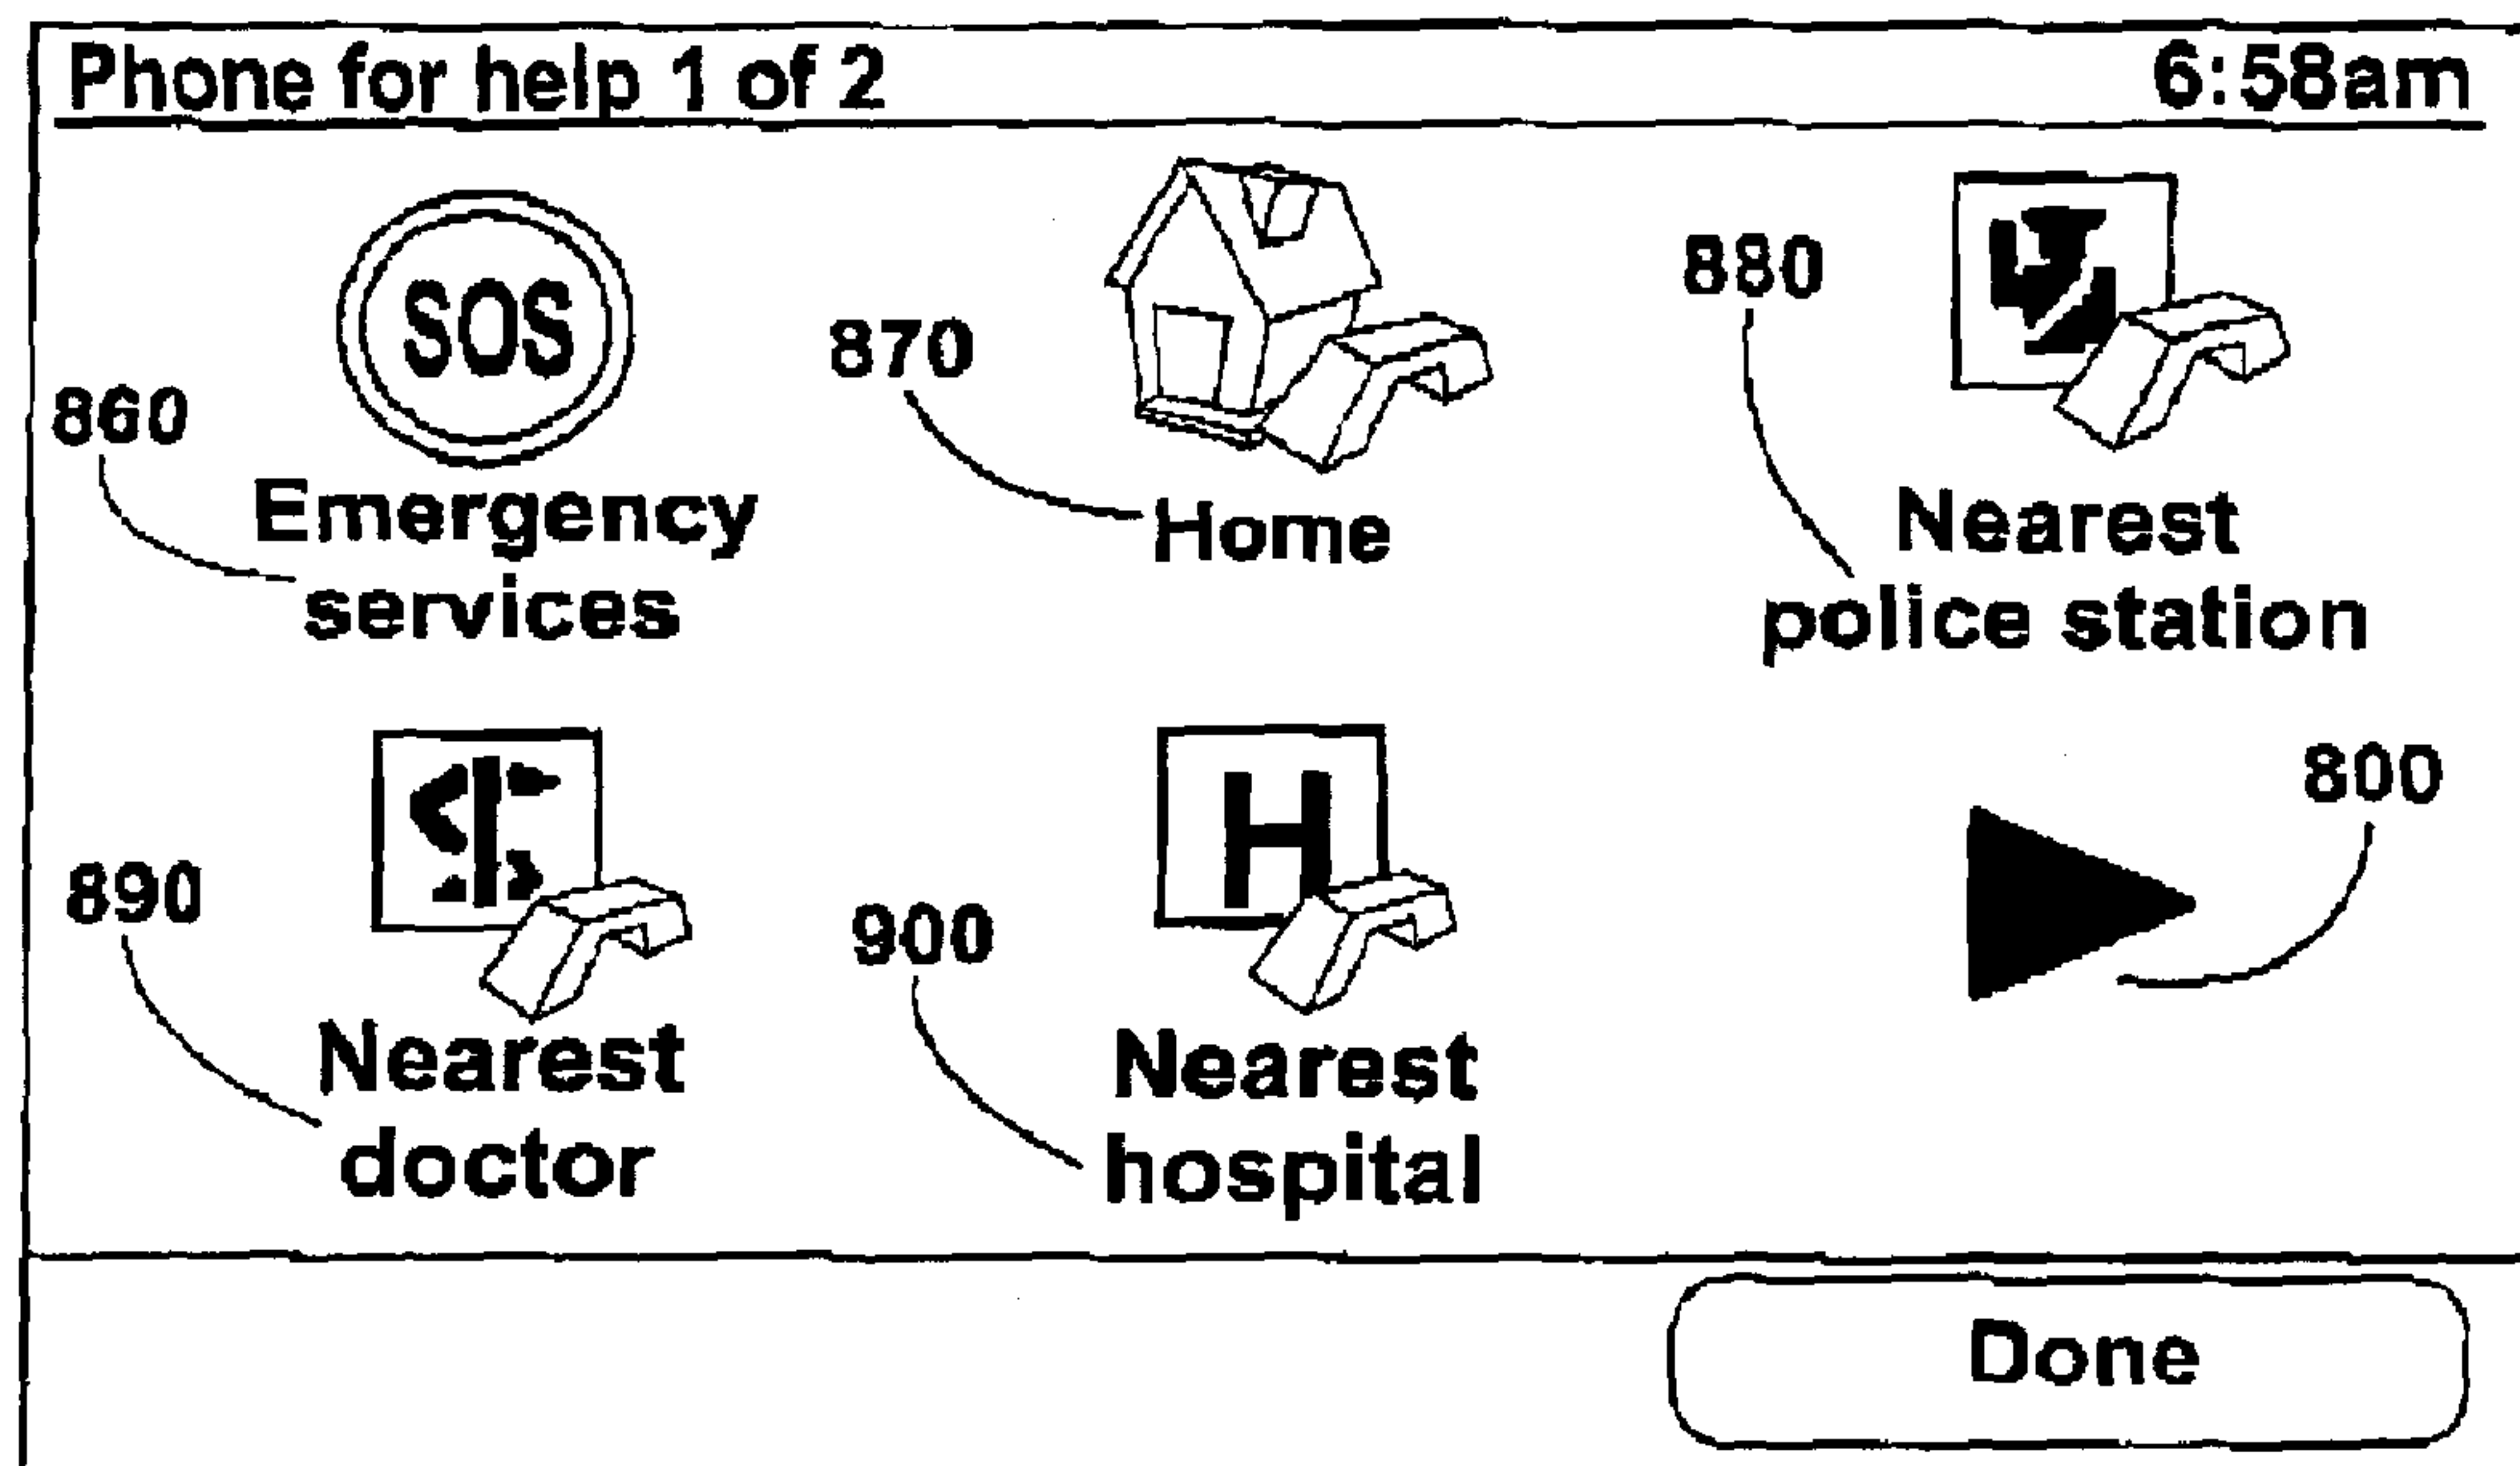 Phone for help 1 of 2 6:58am
SOS
860
Emergency
services
870
Home
880
Nearest
police station
890
Nearest
doctor
H
900
Nearest
hospital
800
Done